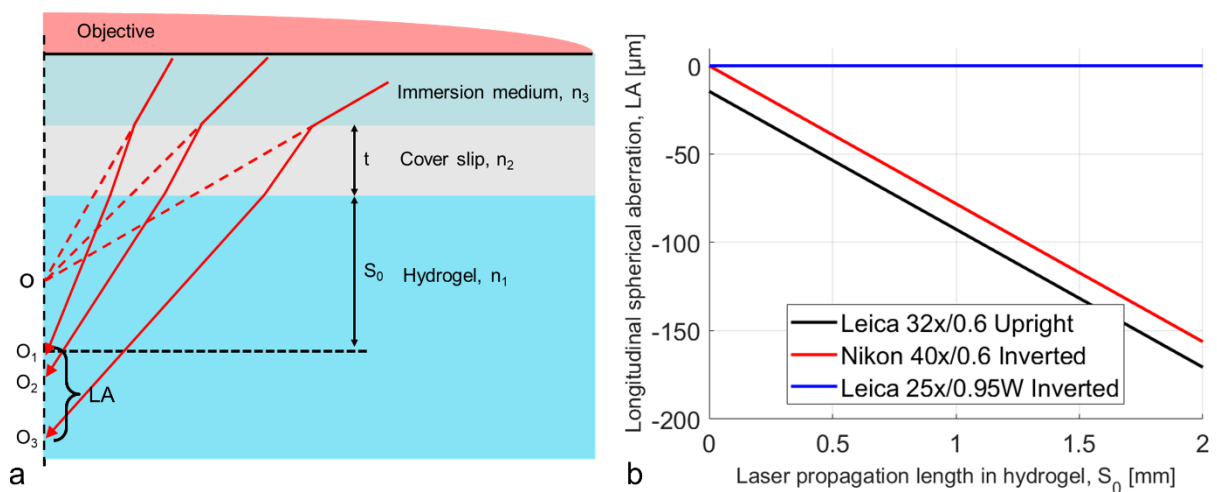 Objective
Immersion medium, n₃
t
Cover slip, n₂
S₀
Hydrogel, n₁
O
O₁
O₂
LA
O₃
a
Longitudinal spherical aberration, LA [µm]
0
-50
-100
-150
-200
Leica 32x/0.6 Upright
Nikon 40x/0.6 Inverted
Leica 25x/0.95W Inverted
0
0.5
1
1.5
2
Laser propagation length in hydrogel, S₀ [mm]
b